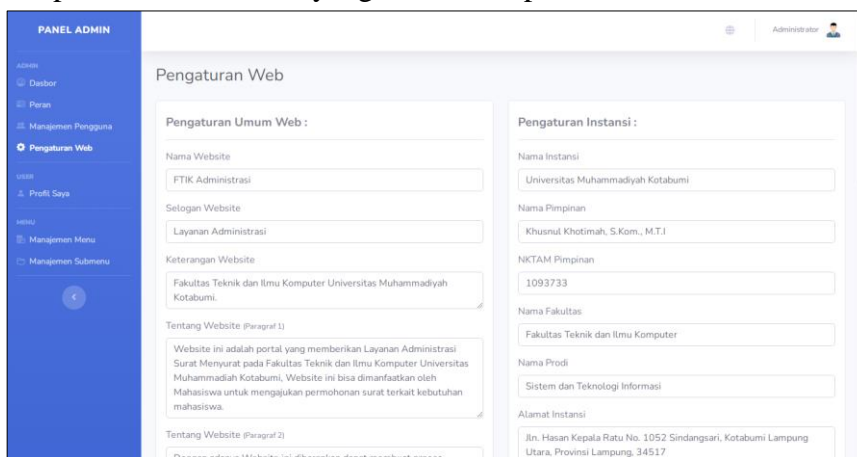 PANEL ADMIN
Administrator
ADMIN
Dasbor
Peran
Manajemen Pengguna
Pengaturan Web
USER
Profil Saya
MENU
Manajemen Menu
Manajemen Submenu
Pengaturan Web
Pengaturan Umum Web :
Nama Website
FTIK Administrasi
Selogan Website
Layanan Administrasi
Keterangan Website
Fakultas Teknik dan Ilmu Komputer Universitas Muhammadiyah
Kotabumi.
Tentang Website (Paragraf 1)
Website ini adalah portal yang memberikan Layanan Administrasi
Surat Menyurat pada Fakultas Teknik dan Ilmu Komputer Universitas
Muhammadiah Kotabumi, Website ini bisa dimanfaatkan oleh
Mahasiswa untuk mengajukan permohonan surat terkait kebutuhan
mahasiswa.
Tentang Website (Paragraf 2)
Pengaturan Instansi :
Nama Instansi
Universitas Muhammadiyah Kotabumi
Nama Pimpinan
Khusnul Khotimah, S.Kom., M.T.I
NKTAM Pimpinan
1093733
Nama Fakultas
Fakultas Teknik dan Ilmu Komputer
Nama Prodi
Sistem dan Teknologi Informasi
Alamat Instansi
Jln. Hasan Kepala Ratu No. 1052 Sindangsari, Kotabumi Lampung
Utara, Provinsi Lampung, 34517